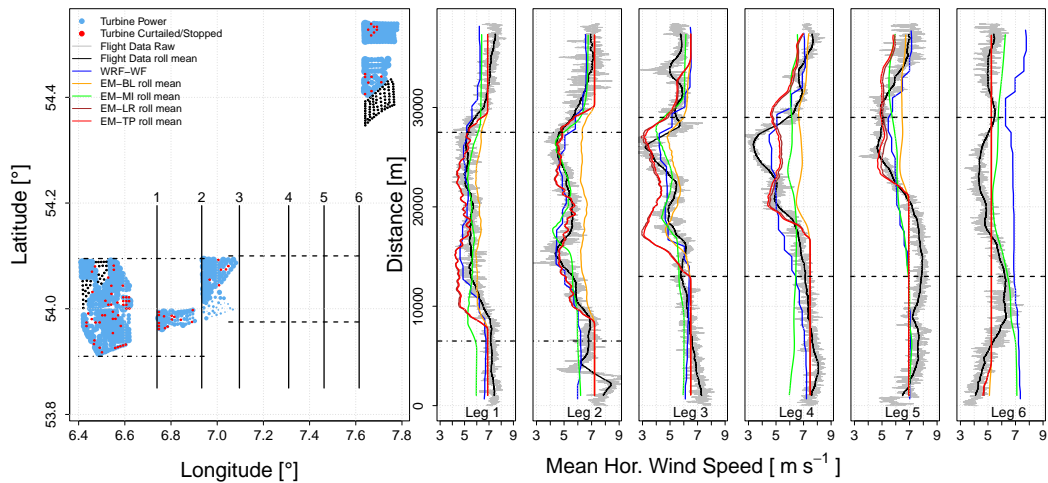 Turbine Power
Turbine Curtailed/Stopped
Flight Data Raw
Flight Data roll mean
WRF−WF
EM−BL roll mean
EM−MI roll mean
EM−LR roll mean
EM−TP roll mean
1 2 3 4 5 6
53.8 54.0 54.2 54.4
Latitude [°]
6.4 6.6 6.8 7.0 7.2 7.4 7.6 7.8
Longitude [°]
0 10000 20000 30000
Distance [m]
Leg 1 Leg 2 Leg 3 Leg 4 Leg 5 Leg 6
3 5 7 9 3 5 7 9 3 5 7 9 3 5 7 9 3 5 7 9 3 5 7 9
Mean Hor. Wind Speed [ m s⁻¹ ]